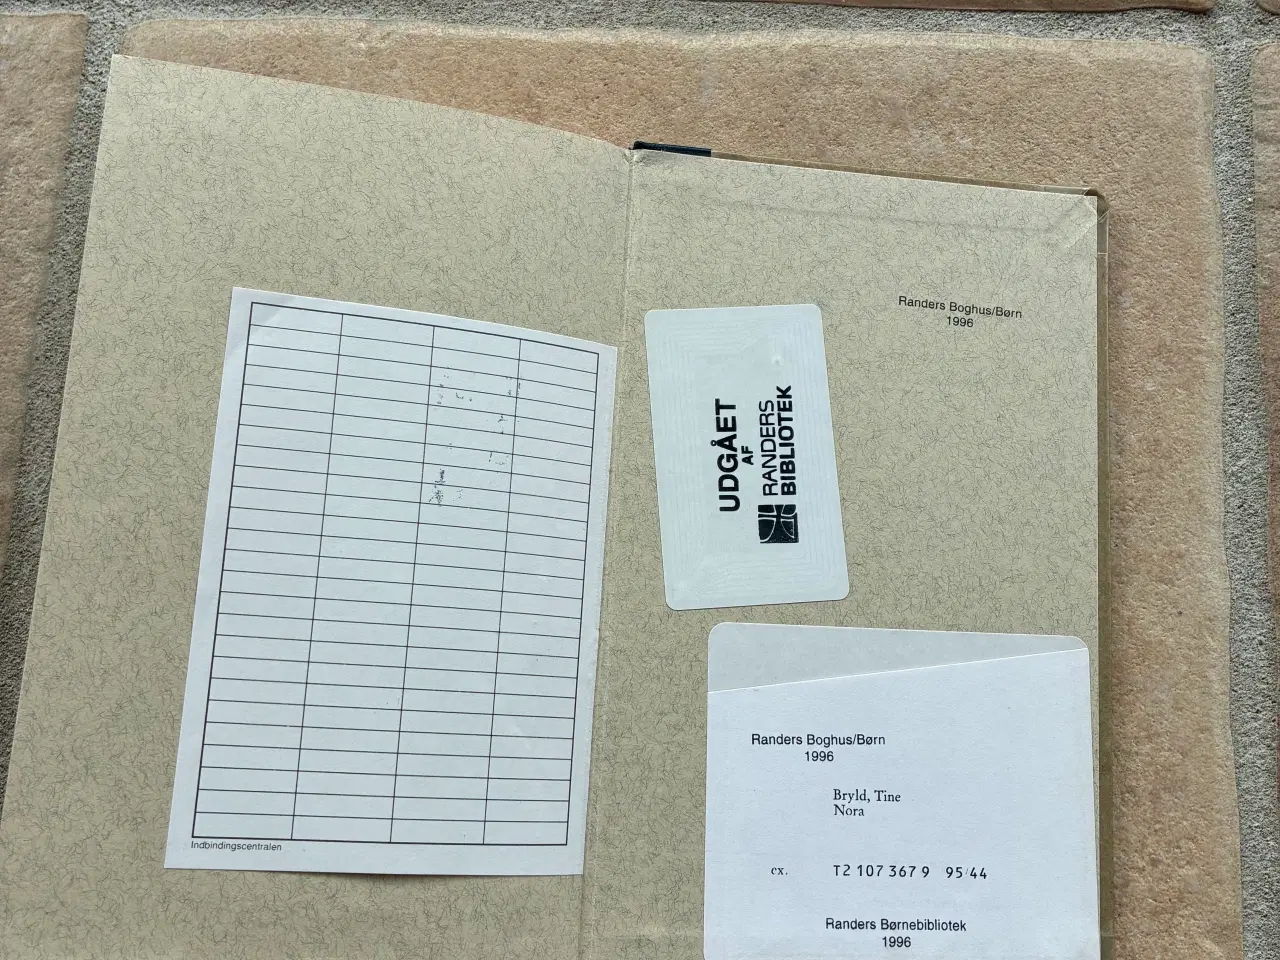 Indbindingscentralen
Randers Boghus/Børn
1996
UDGÅET
AF
RANDERS
BIBLIOTEK
Randers Boghus/Børn
1996
Bryld, Tine
Nora
ex. T2 107 367 9 95 44
Randers Børnebibliotek
1996